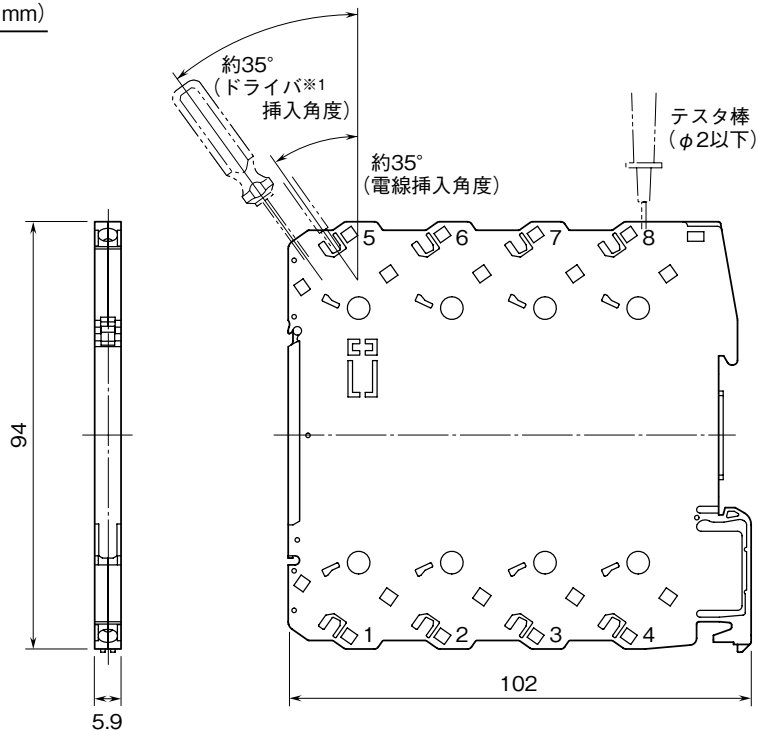 mm)
約35°
（ドライバ※1
挿入角度）
約35°
（電線挿入角度）
テスタ棒
（φ2以下）
5
6
7
8
94
1
2
3
4
102
5.9